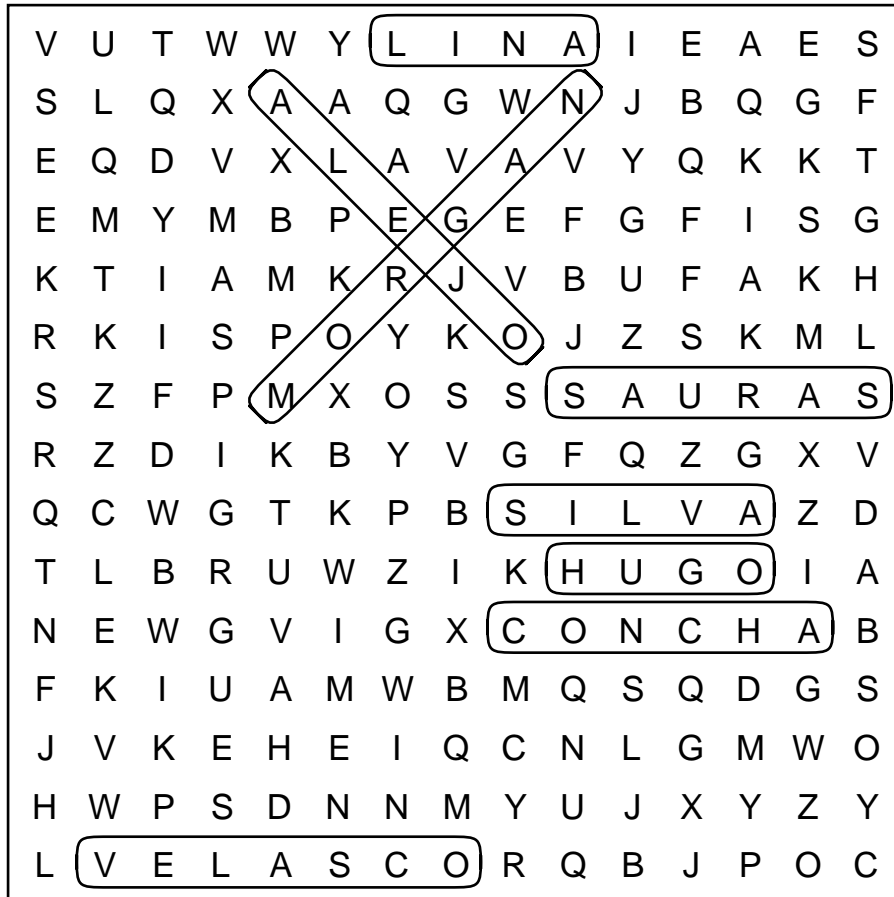 V U T W W Y L I N A I E A E S
S L Q X A A Q G W N J B Q G F
E Q D V X L A V A V Y Q K K T
E M Y M B P E G E F G F I S G
K T I A M K R J V B U F A K H
R K I S P O Y K O J Z S K M L
S Z F P M X O S S S A U R A S
R Z D I K B Y V G F Q Z G X V
Q C W G T K P B S I L V A Z D
T L B R U W Z I K H U G O I A
N E W G V I G X C O N C H A B
F K I U A M W B M Q S Q D G S
J V K E H E I Q C N L G M W O
H W P S D N N M Y U J X Y Z Y
L V E L A S C O R Q B J P O C